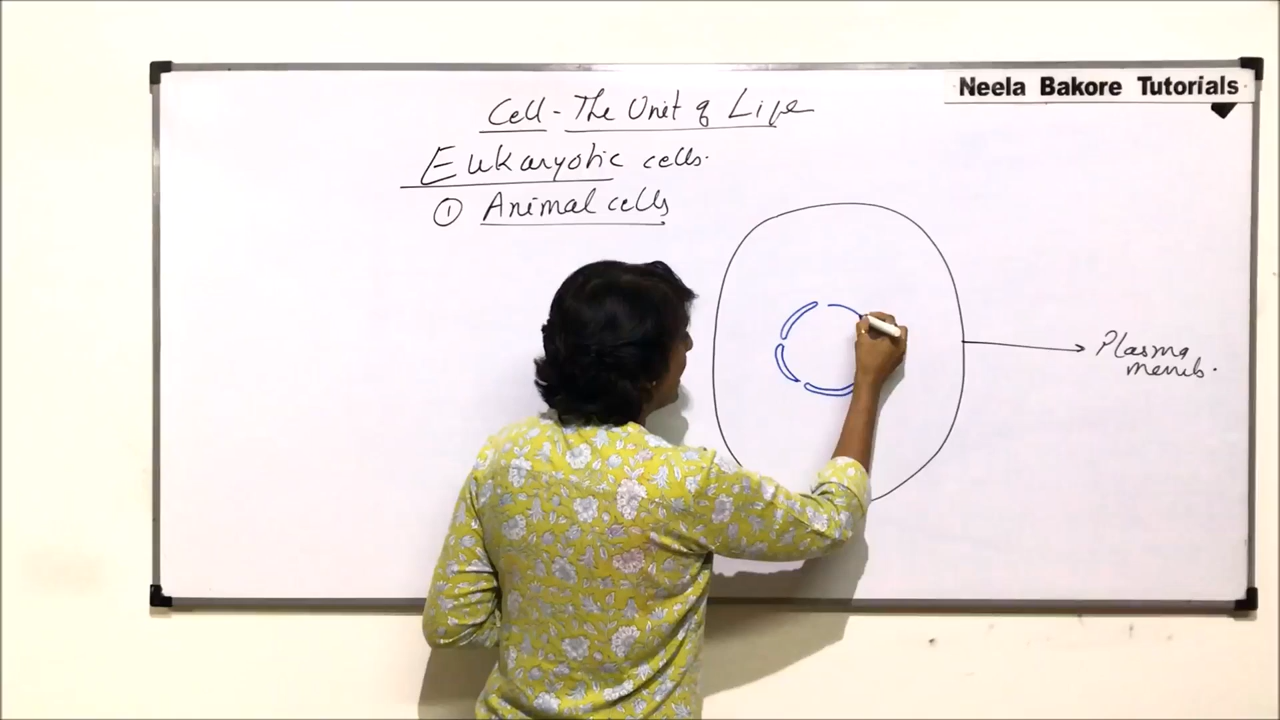 Neela Bakore Tutorials
Cell - The Unit of Life
Eukaryotic cells.
① Animal cells
Plasma
memb.